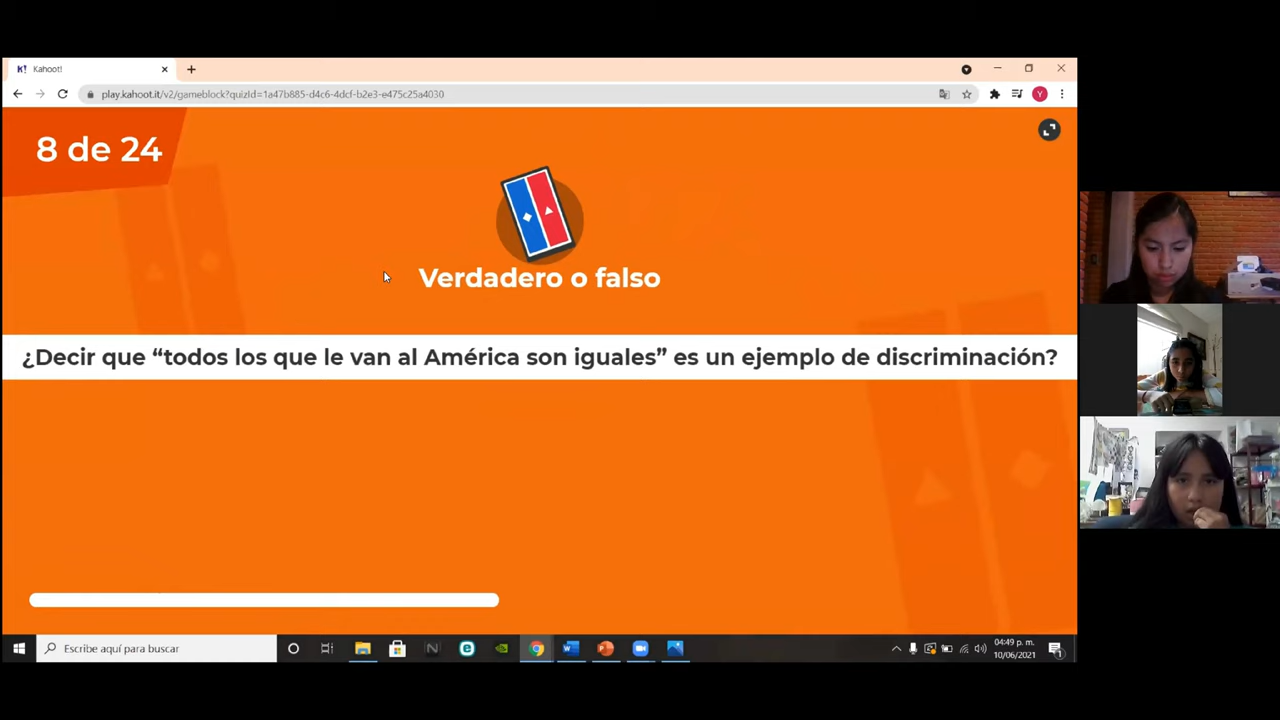 Kahoot!
play.kahoot.it/v2/gameblock?quizId=1a47b885-d4c6-4dcf-b2e3-e475c25a4030
Y
8 de 24
Verdadero o falso
¿Decir que “todos los que le van al América son iguales” es un ejemplo de discriminación?
Escribe aquí para buscar
04:49 p. m.
10/06/2021